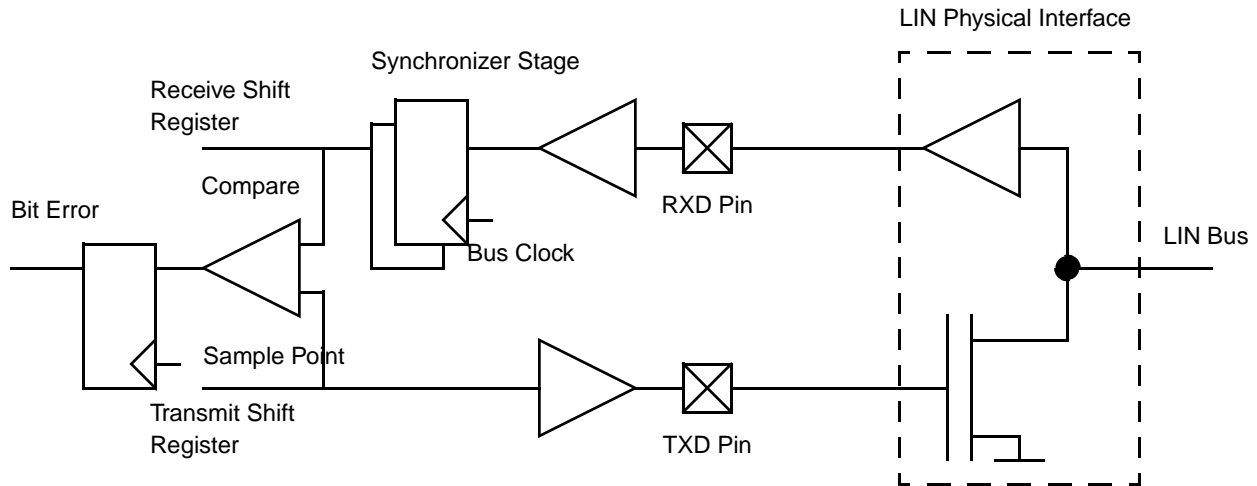 LIN Physical Interface
Synchronizer Stage
Receive Shift
Register
Compare
RXD Pin
Bit Error
Bus Clock
LIN Bus
Sample Point
Transmit Shift
Register
TXD Pin